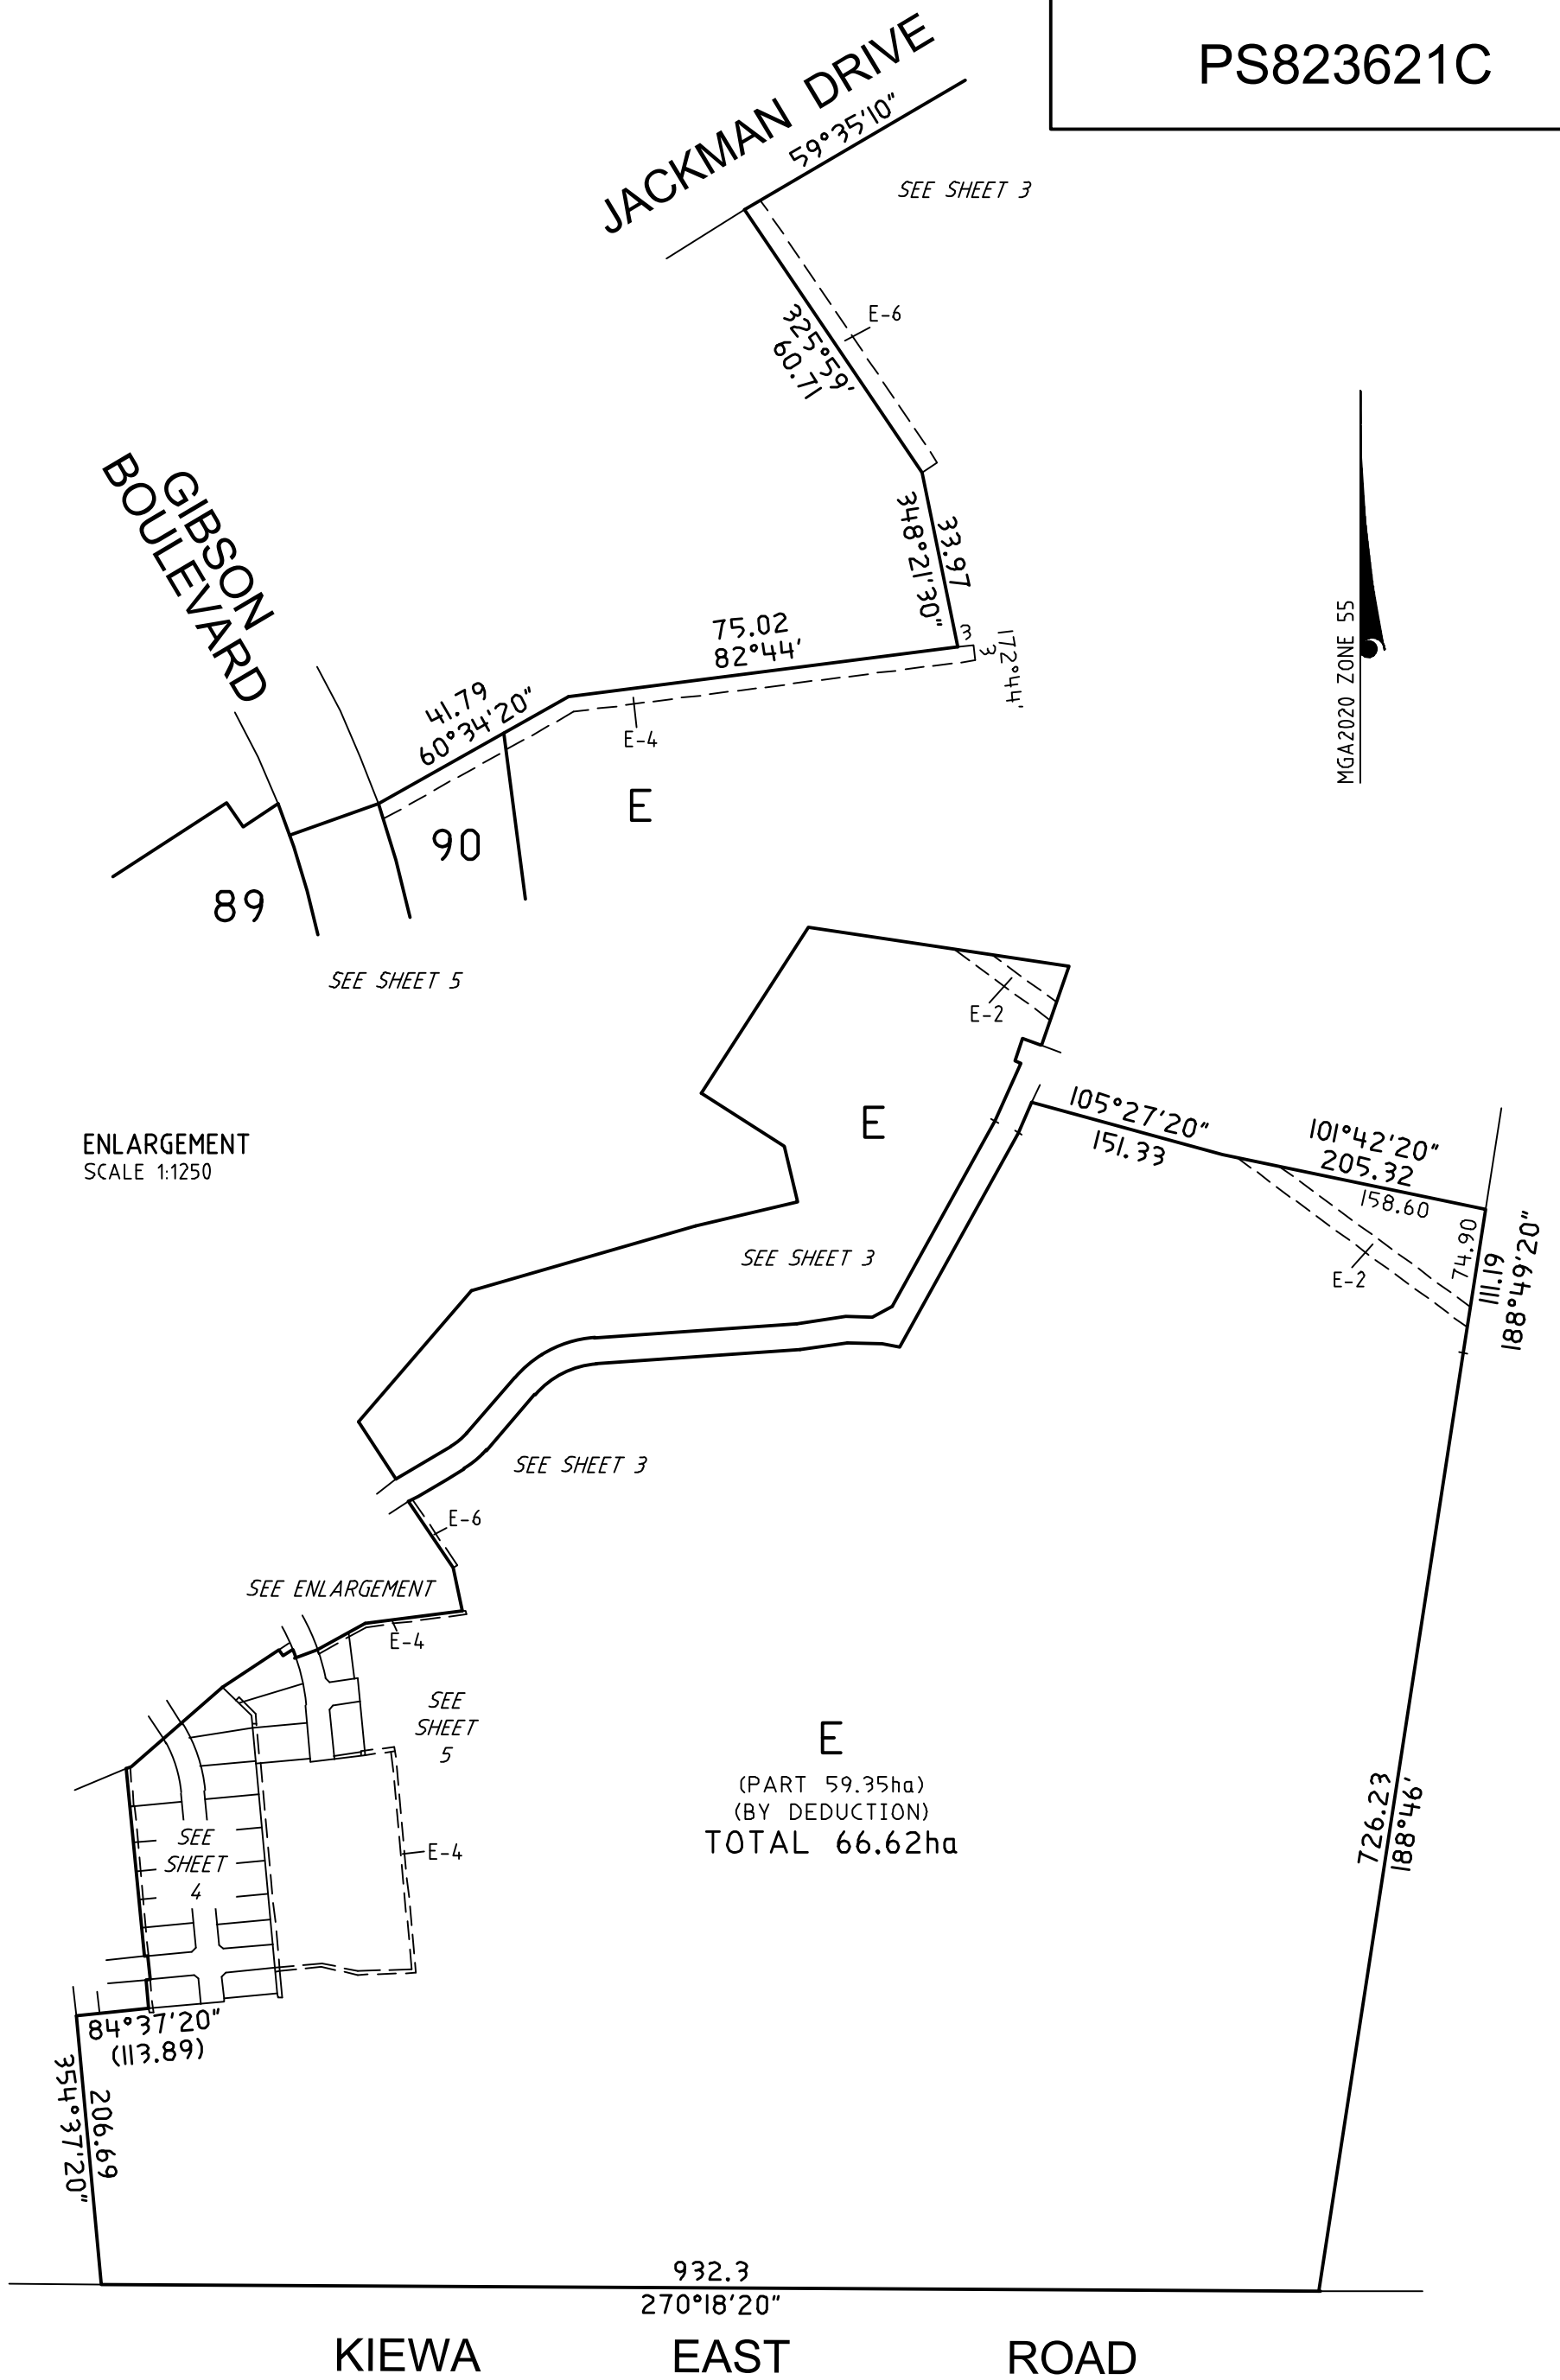 PS823621C
JACKMAN DRIVE
59°35'10"
SEE SHEET 3
E-6
325°59'
60.71
MGA2020 ZONE 55
GIBSON
BOULEVARD
33.97
348°21'30"
75.02
82°44'
3
3
172°44'
41.79
60°34'20"
E-4
E
90
89
SEE SHEET 5
E-2
E
ENLARGEMENT
SCALE 1:1250
105°27'20"
151.33
101°42'20"
205.32
158.60
74.90
111.19
188°49'20"
E-2
SEE SHEET 3
SEE SHEET 3
E-6
SEE ENLARGEMENT
E-4
SEE
SHEET
5
E
(PART 59.35ha)
(BY DEDUCTION)
TOTAL 66.62ha
726.23
188°46'
SEE
SHEET
4
E-4
84°37'20"
(113.89)
206.69
354°37'20"
932.3
270°18'20"
KIEWA EAST ROAD